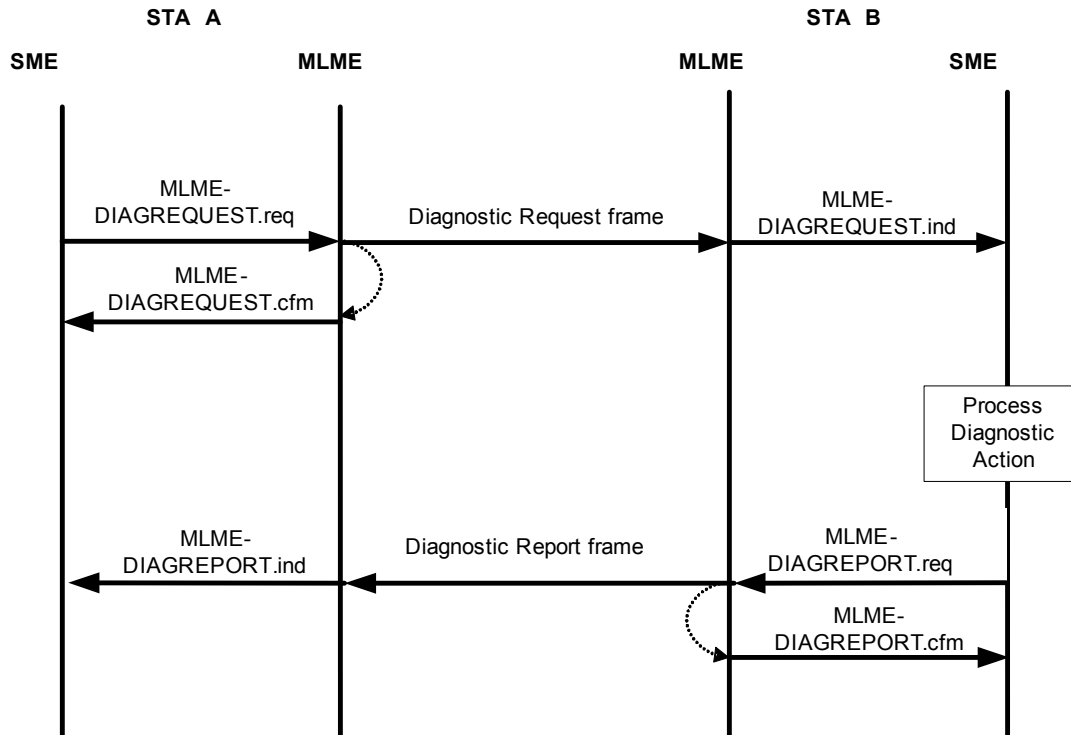 STA A
STA B
SME
MLME
MLME
SME
MLME-
DIAGREQUEST.req
Diagnostic Request frame
MLME-
DIAGREQUEST.ind
MLME-
DIAGREQUEST.cfm
Process
Diagnostic
Action
MLME-
DIAGREPORT.ind
Diagnostic Report frame
MLME-
DIAGREPORT.req
MLME-
DIAGREPORT.cfm